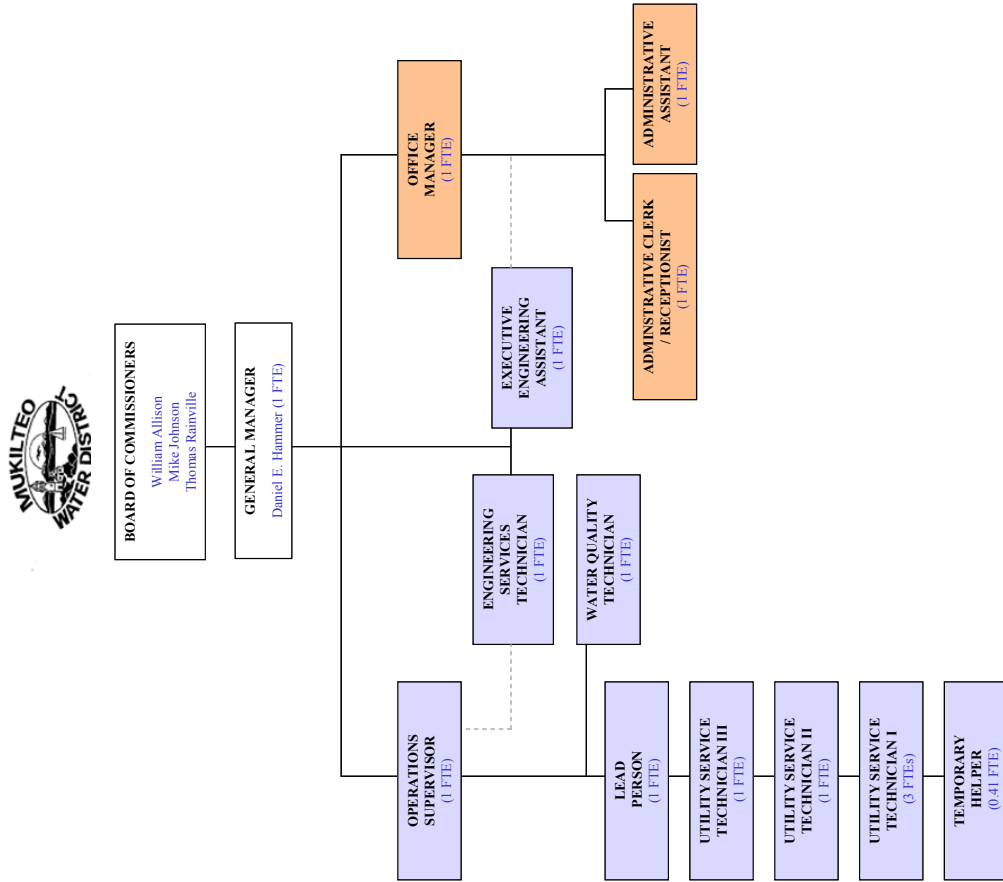 MUKILTEO
WATER DISTRICT
BOARD OF COMMISSIONERS
William Allison
Mike Johnson
Thomas Rainville
GENERAL MANAGER
Daniel E. Hammer (1 FTE)
OPERATIONS
SUPERVISOR
(1 FTE)
OFFICE
MANAGER
(1 FTE)
ENGINEERING
SERVICES
TECHNICIAN
(1 FTE)
EXECUTIVE
ENGINEERING
ASSISTANT
(1 FTE)
WATER QUALITY
TECHNICIAN
(1 FTE)
LEAD
PERSON
(1 FTE)
UTILITY SERVICE
TECHNICIAN III
(1 FTE)
UTILITY SERVICE
TECHNICIAN II
(1 FTE)
UTILITY SERVICE
TECHNICIAN I
(3 FTEs)
TEMPORARY
HELPER
(0.41 FTE)
ADMINSTRATIVE CLERK
/ RECEPTIONIST
(1 FTE)
ADMINISTRATIVE
ASSISTANT
(1 FTE)